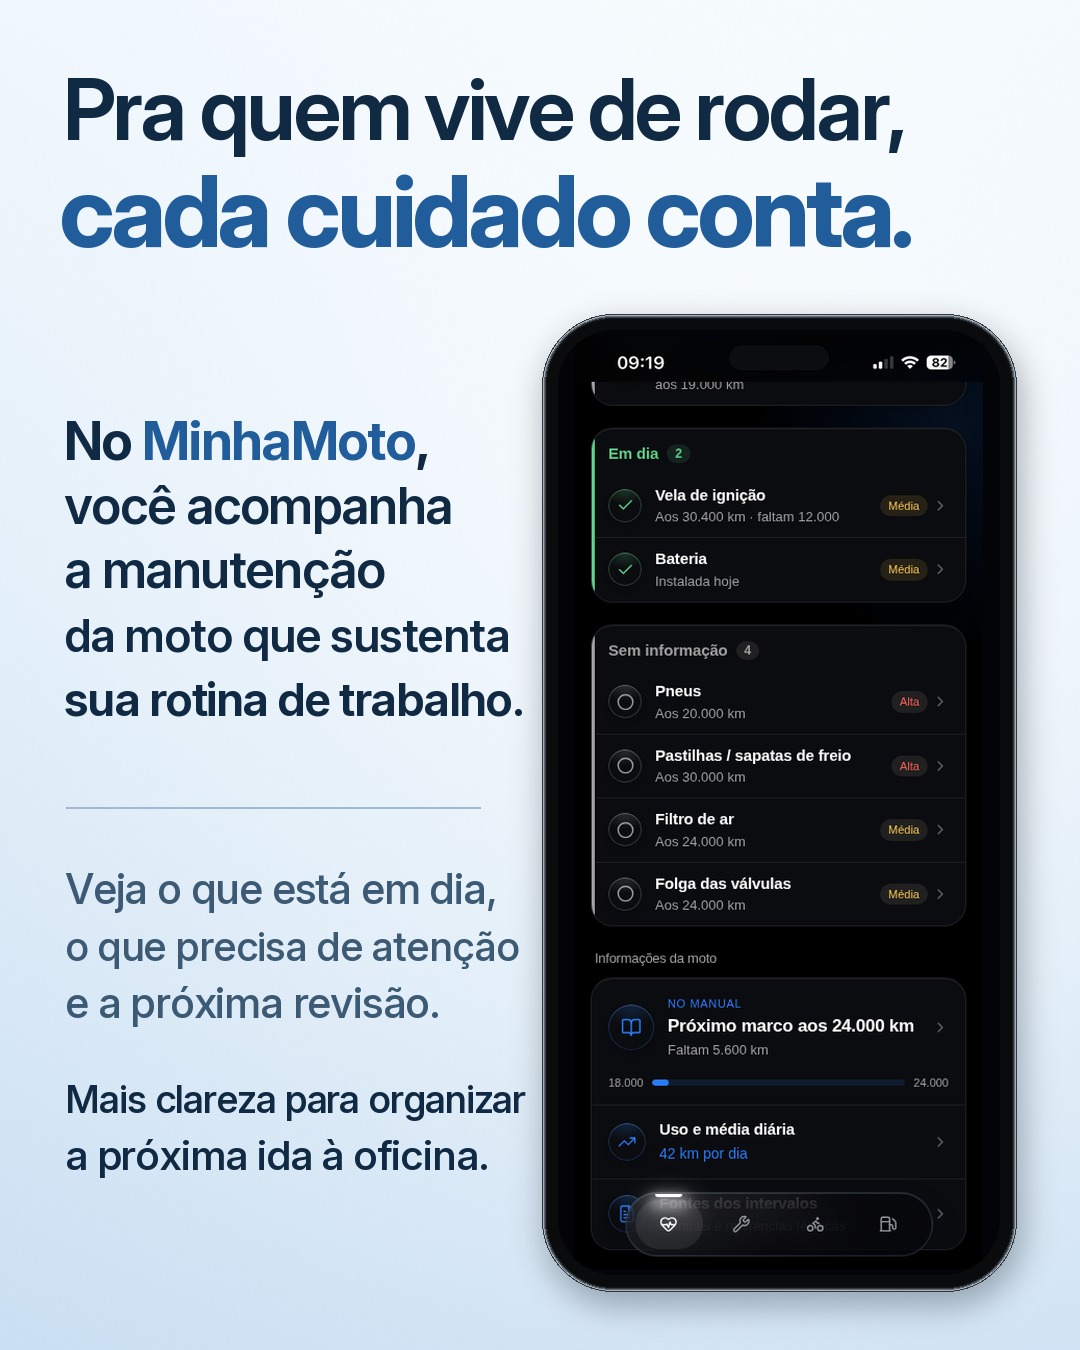 Pra quem vive de rodar,
cada cuidado conta.
No MinhaMoto,
você acompanha
a manutenção
da moto que sustenta
sua rotina de trabalho.
Veja o que está em dia,
o que precisa de atenção
e a próxima revisão.
Mais clareza para organizar
a próxima ida à oficina.
09:19
82
aos 19.000 km
Em dia 2
Vela de ignição
Aos 30.400 km · faltam 12.000
Média
Bateria
Instalada hoje
Média
Sem informação 4
Pneus
Aos 20.000 km
Alta
Pastilhas / sapatas de freio
Aos 30.000 km
Alta
Filtro de ar
Aos 24.000 km
Média
Folga das válvulas
Aos 24.000 km
Média
Informações da moto
NO MANUAL
Próximo marco aos 24.000 km
Faltam 5.600 km
18.000
24.000
Uso e média diária
42 km por dia
Fontes dos intervalos